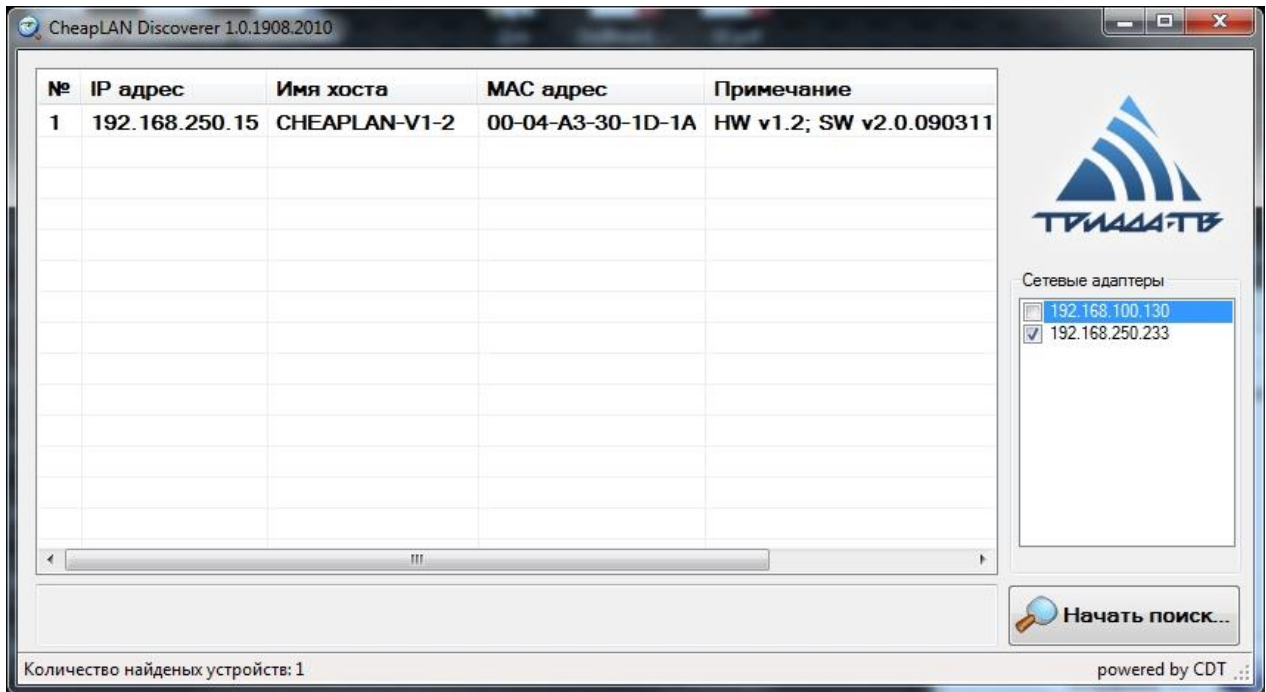 CheapLAN Discoverer 1.0.1908.2010
№ IP адрес Имя хоста MAC адрес Примечание
1 192.168.250.15 CHEAPLAN-V1-2 00-04-A3-30-1D-1A HW v1.2; SW v2.0.090311
ТРИАДА-ТВ
Сетевые адаптеры
192.168.100.130
192.168.250.233
Начать поиск...
Количество найденых устройств: 1
powered by CDT